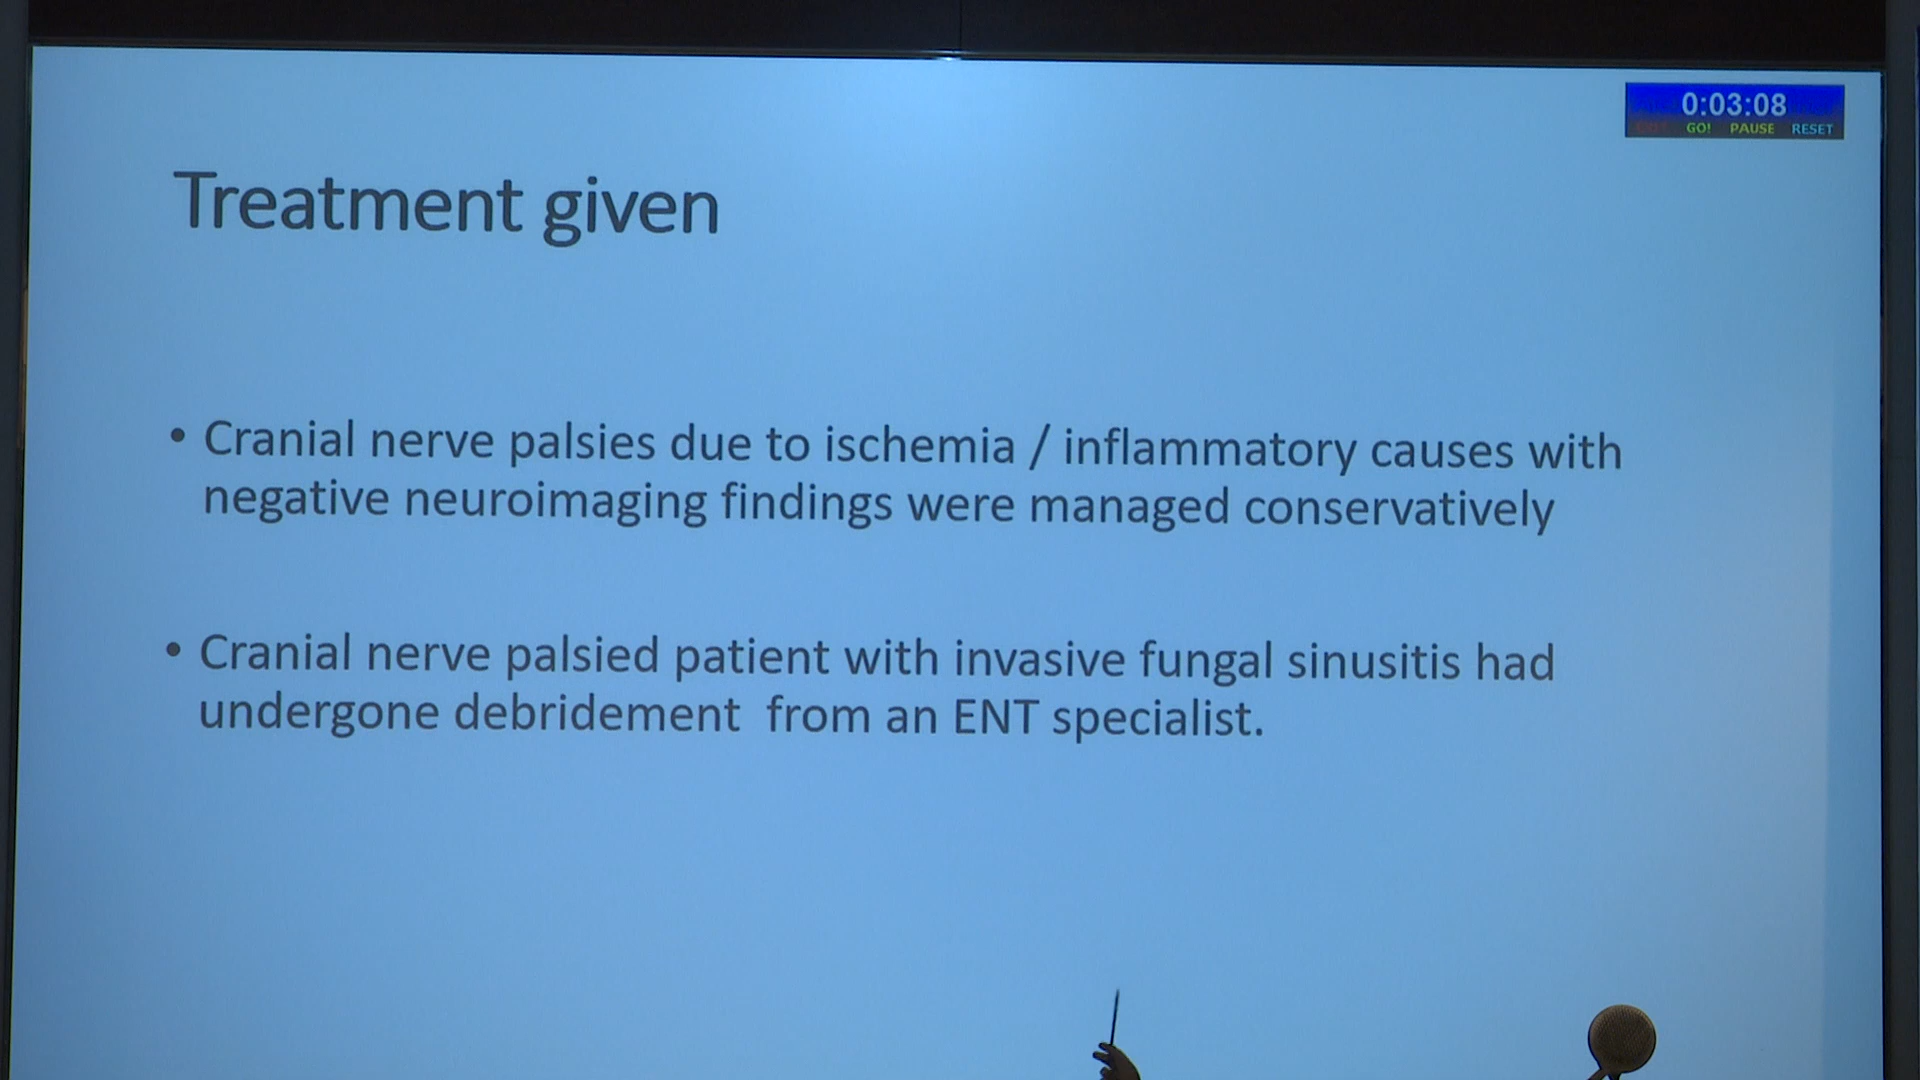 0:03:08
GO! PAUSE RESET
Treatment given
• Cranial nerve palsies due to ischemia / inflammatory causes with
negative neuroimaging findings were managed conservatively
• Cranial nerve palsied patient with invasive fungal sinusitis had
undergone debridement from an ENT specialist.